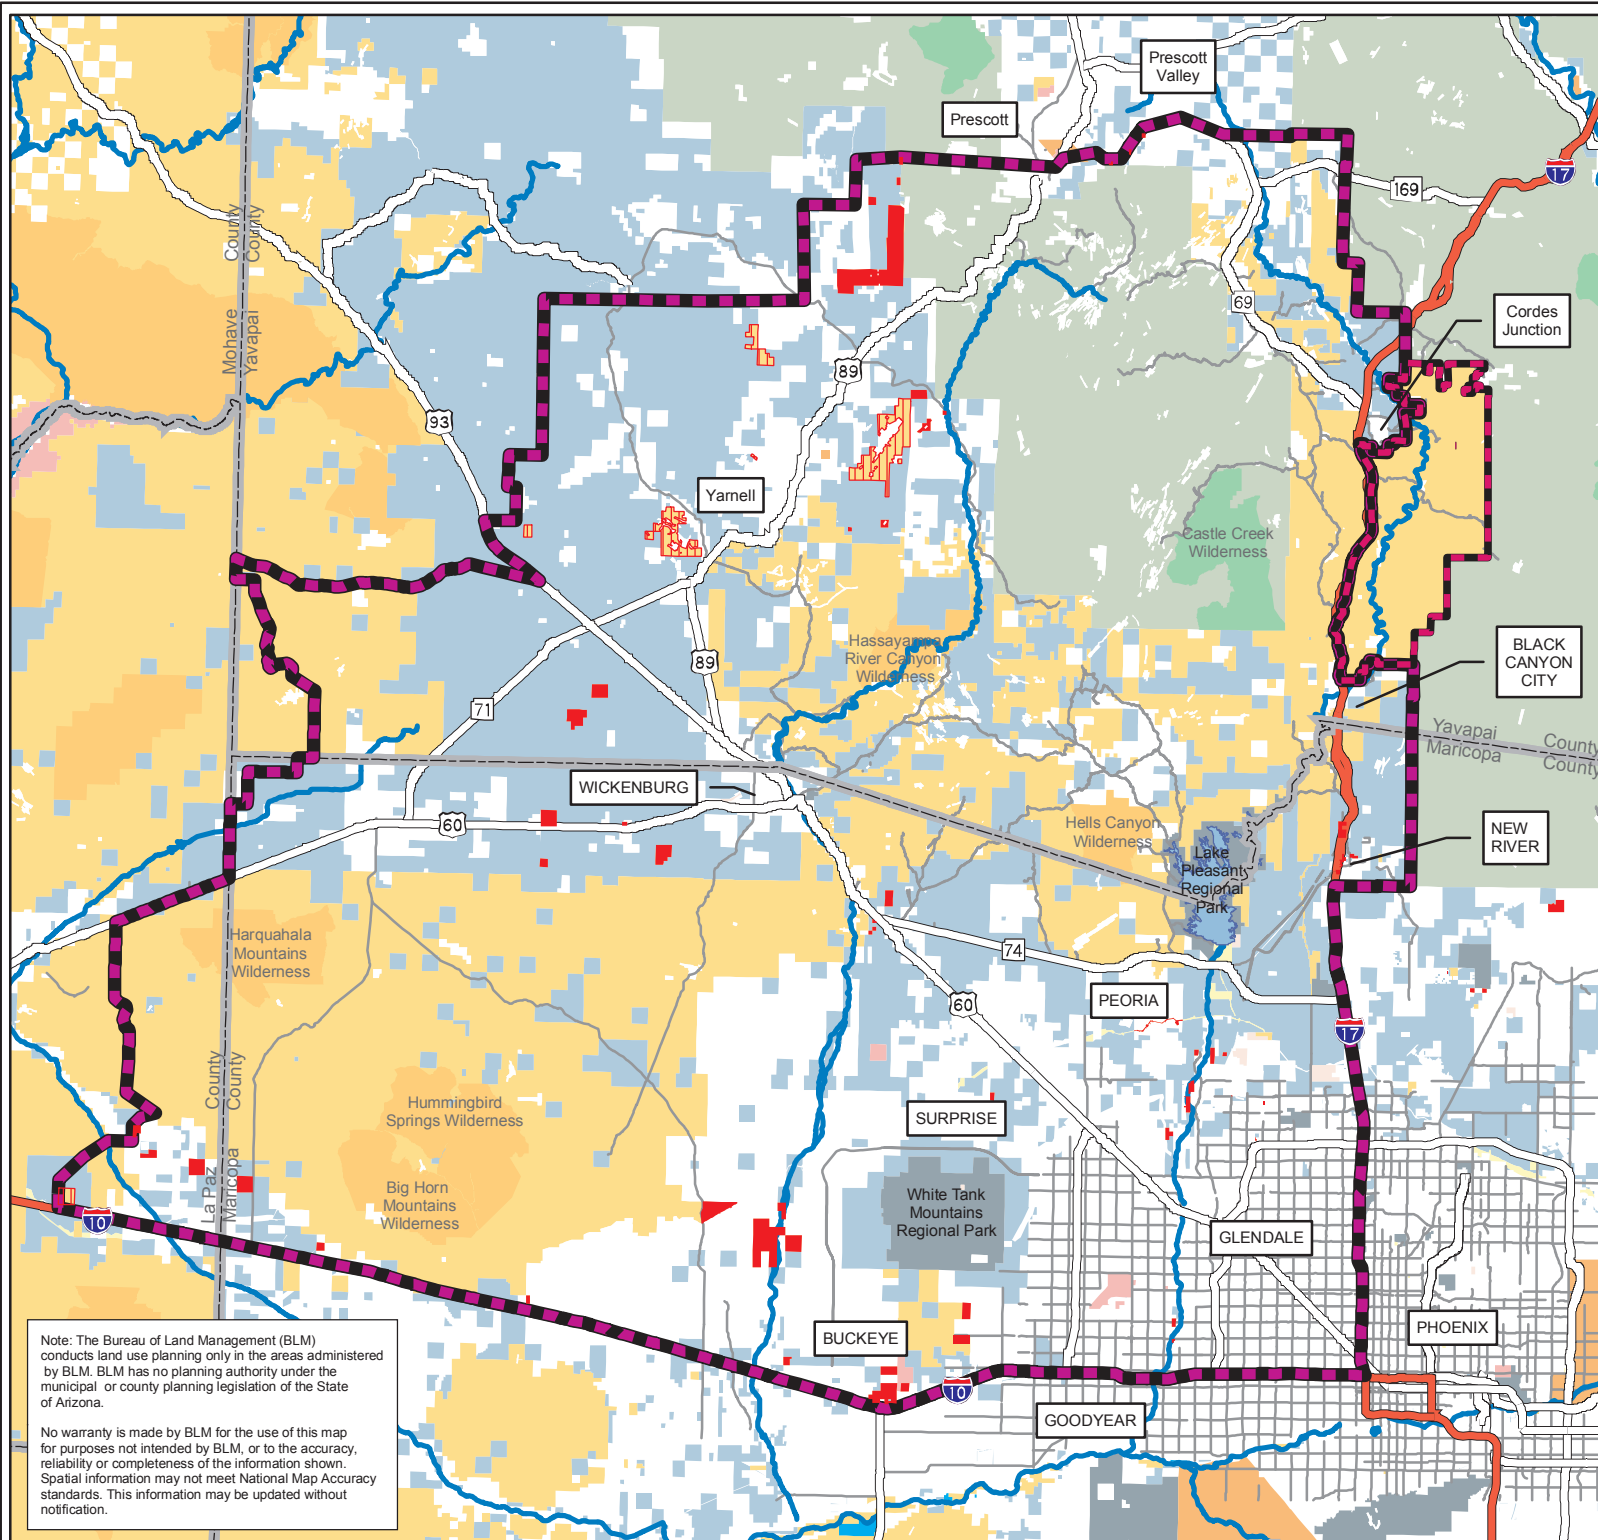 Prescott
Valley
Prescott
17
169
County
County
69
Cordes
Junction
Mohave
Yavapai
89
93
Yarnell
Castle Creek
Wilderness
Hassayampa
River Canyon
Wilderness
BLACK
CANYON
CITY
89
71
Yavapai
Maricopa
County
County
WICKENBURG
60
Hells Canyon
Wilderness
NEW
RIVER
Lake
Pleasant
Regional
Park
Harquahala
Mountains
Wilderness
74
60
PEORIA
17
County
County
Hummingbird
Springs Wilderness
SURPRISE
La Paz
Maricopa
Big Horn
Mountains
Wilderness
White Tank
Mountains
Regional Park
10
GLENDALE
BUCKEYE
PHOENIX
10
GOODYEAR
Note: The Bureau of Land Management (BLM)
conducts land use planning only in the areas administered
by BLM. BLM has no planning authority under the
municipal or county planning legislation of the State
of Arizona.
No warranty is made by BLM for the use of this map
for purposes not intended by BLM, or to the accuracy,
reliability or completeness of the information shown.
Spatial information may not meet National Map Accuracy
standards. This information may be updated without
notification.